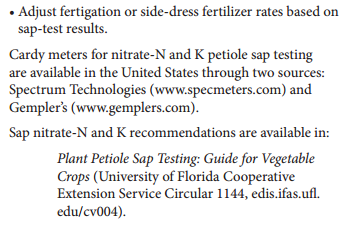 • Adjust fertigation or side-dress fertilizer rates based on
sap-test results.
Cardy meters for nitrate-N and K petiole sap testing
are available in the United States through two sources:
Spectrum Technologies (www.specmeters.com) and
Gempler's (www.gemplers.com).
Sap nitrate-N and K recommendations are available in:
Plant Petiole Sap Testing: Guide for Vegetable
Crops (University of Florida Cooperative
Extension Service Circular 1144, edis.ifas.ufl.
edu/cv004).